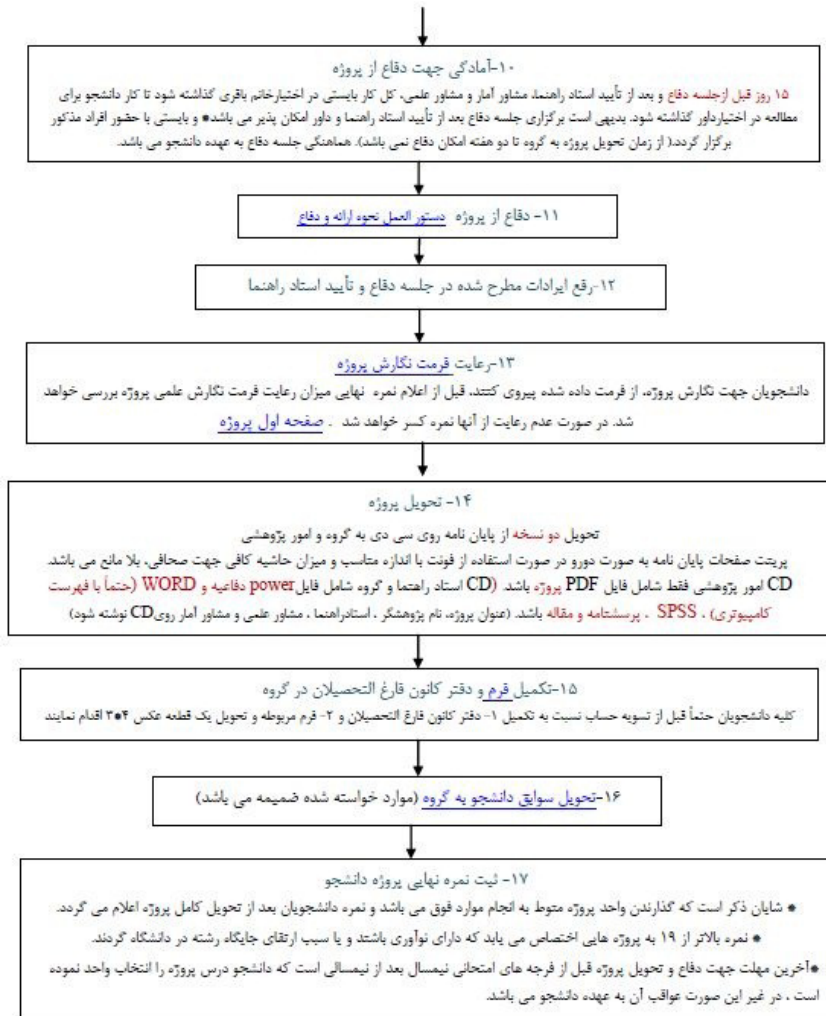 ۱۰-آمادگی جهت دفاع از پروژه
۱۵ روز قبل ازجلسه دفاع و بعد از تأیید استاد راهنما، مشاور آمار و مشاور علمی، کل کار بایستی در اختیارخانم باقری گذاشته شود تا کار دانشجو برای
مطالعه در اختیارداور گذاشته شود. بدیهی است برگزاری جلسه دفاع بعد از تأیید استاد راهنما و داور امکان پذیر می باشد* و بایستی با حضور افراد مذکور
برگزار گردد.( از زمان تحویل پروژه به گروه تا دو هفته امکان دفاع نمی باشد). هماهنگی جلسه دفاع به عهده دانشجو می باشد.
۱۱- دفاع از پروژه دستور العمل نحوه ارائه و دفاع
۱۲-رفع ایرادات مطرح شده در جلسه دفاع و تأیید استاد راهنما
۱۳-رعایت فرمت نگارش پروژه
دانشجویان جهت نگارش پروژه، از فرمت داده شده پیروی کنند، قبل از اعلام نمره نهایی میزان رعایت فرمت نگارش علمی پروژه بررسی خواهد
شد. در صورت عدم رعایت از آنها نمره کسر خواهد شد . صفحه اول پروژه
۱۴- تحویل پروژه
تحویل دو نسخه از پایان نامه روی سی دی به گروه و امور پژوهشی
پرینت صفحات پایان نامه به صورت دورو در صورت استفاده از فونت با اندازه مناسب و میزان حاشیه کافی جهت صحافی، بلا مانع می باشد.
CD امور پژوهشی فقط شامل فایل PDF پروژه باشد. (CD استاد راهنما و گروه شامل فایل power دفاعیه و WORD (حتماً با فهرست
کامپیوتری) ، SPSS ، پرسشنامه و مقاله باشد. (عنوان پروژه، نام پژوهشگر ، استادراهنما ، مشاور علمی و مشاور آمار روی CD نوشته شود)
۱۵-تکمیل فرم و دفتر کانون فارغ التحصیلان در گروه
کلیه دانشجویان حتماً قبل از تسویه حساب نسبت به تکمیل ۱- دفتر کانون فارغ التحصیلان و ۲- فرم مربوطه و تحویل یک قطعه عکس ۴*۳ اقدام نمایند
۱۶-تحویل سوابق دانشجو به گروه (موارد خواسته شده ضمیمه می باشد)
۱۷- ثبت نمره نهایی پروژه دانشجو
* شایان ذکر است که گذارندن واحد پروژه منوط به انجام موارد فوق می باشد و نمره دانشجویان بعد از تحویل کامل پروژه اعلام می گردد.
* نمره بالاتر از ۱۹ به پروژه هایی اختصاص می یابد که دارای نوآوری باشند و یا سبب ارتقای جایگاه رشته در دانشگاه گردند.
*آخرین مهلت جهت دفاع و تحویل پروژه قبل از فرجه های امتحانی نیمسال بعد از نیمسالی است که دانشجو درس پروژه را انتخاب واحد نموده
است ، در غیر این صورت عواقب آن به عهده دانشجو می باشد.